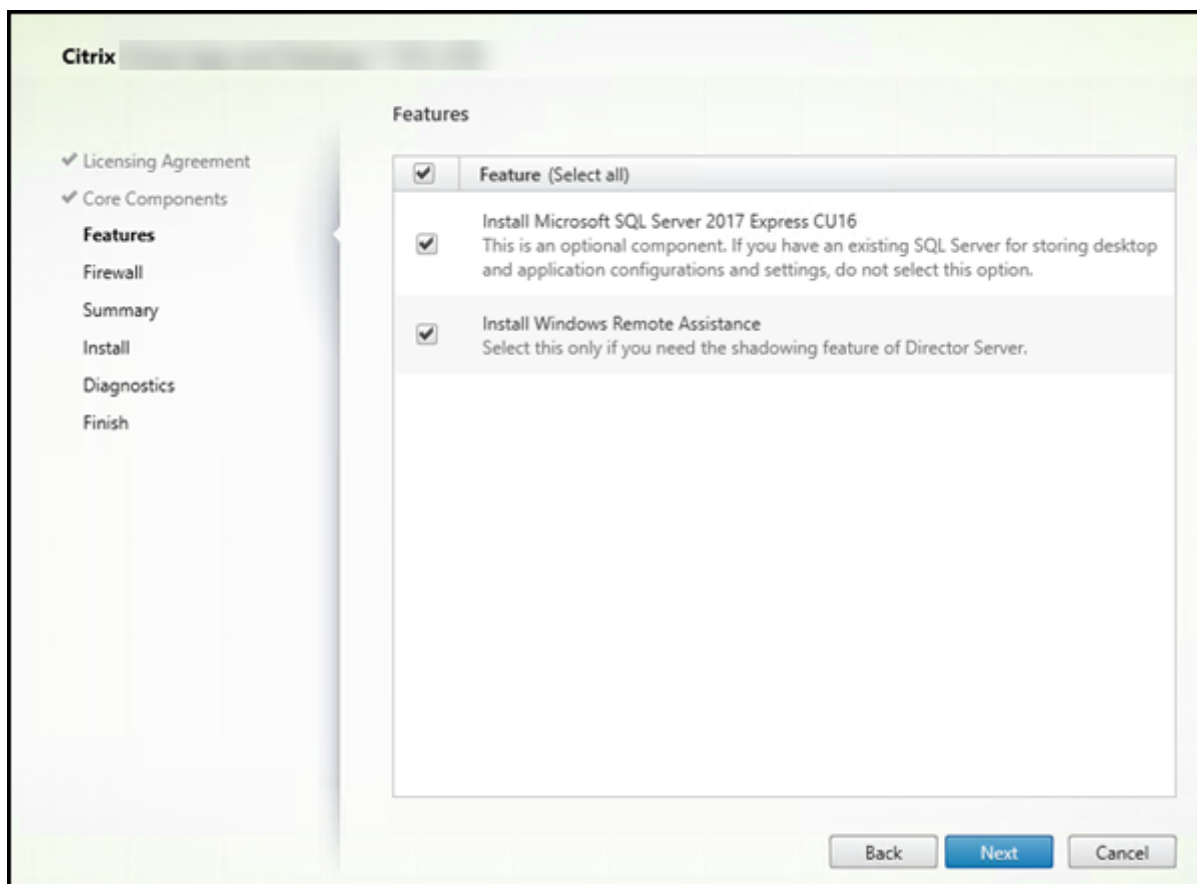 Citrix
Features
Licensing Agreement
Core Components
Features
Firewall
Summary
Install
Diagnostics
Finish
Feature (Select all)
Install Microsoft SQL Server 2017 Express CU16
This is an optional component. If you have an existing SQL Server for storing desktop
and application configurations and settings, do not select this option.
Install Windows Remote Assistance
Select this only if you need the shadowing feature of Director Server.
Back
Next
Cancel